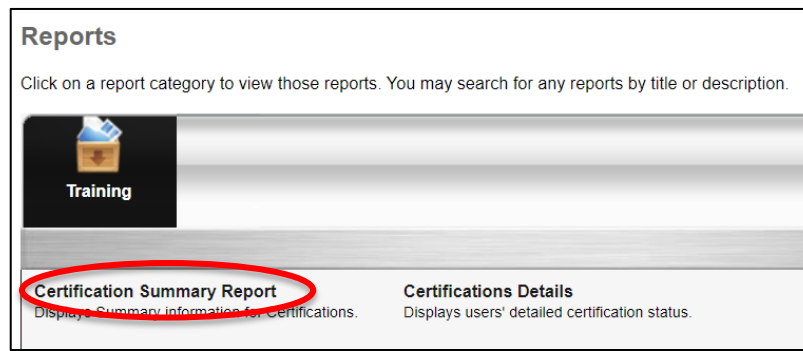 Reports
Click on a report category to view those reports. You may search for any reports by title or description.
Training
Certification Summary Report
Displays Summary information for Certifications.
Certifications Details
Displays users' detailed certification status.